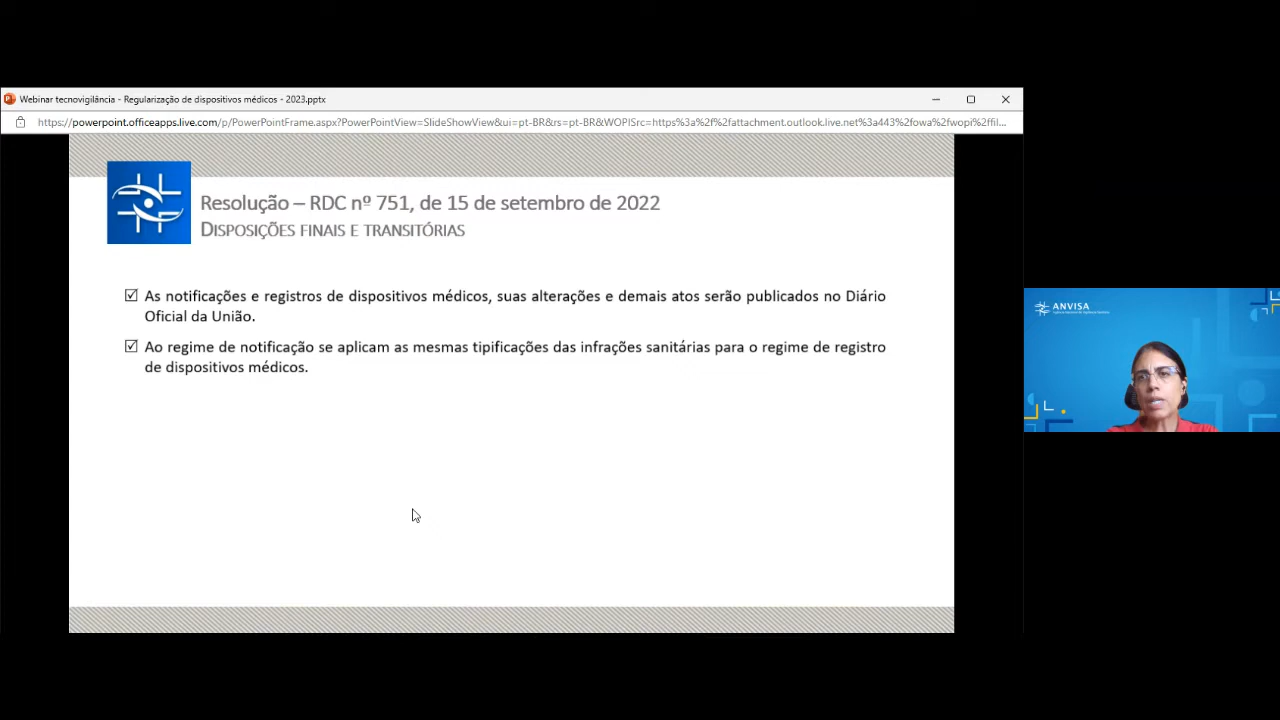 Webinar tecnovigilância - Regularização de dispositivos médicos - 2023.pptx
https://powerpoint.officeapps.live.com/p/PowerPointFrame.aspx?PowerPointView=SlideShowView&ui=pt-BR&rs=pt-BR&WOPISrc=https%3a%2f%2fattachment.outlook.live.net%3a443%2fowa%2fwopi%2ffil...
Resolução – RDC nº 751, de 15 de setembro de 2022
DISPOSIÇÕES FINAIS E TRANSITÓRIAS
As notificações e registros de dispositivos médicos, suas alterações e demais atos serão publicados no Diário
Oficial da União.
Ao regime de notificação se aplicam as mesmas tipificações das infrações sanitárias para o regime de registro
de dispositivos médicos.
ANVISA